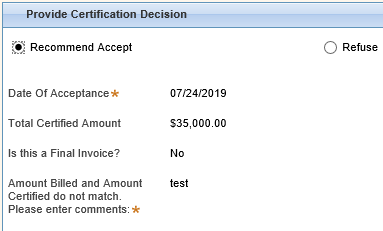 Provide Certification Decision
Recommend Accept Refuse
Date Of Acceptance* 07/24/2019
Total Certified Amount $35,000.00
Is this a Final Invoice? No
Amount Billed and Amount test
Certified do not match.
Please enter comments: *